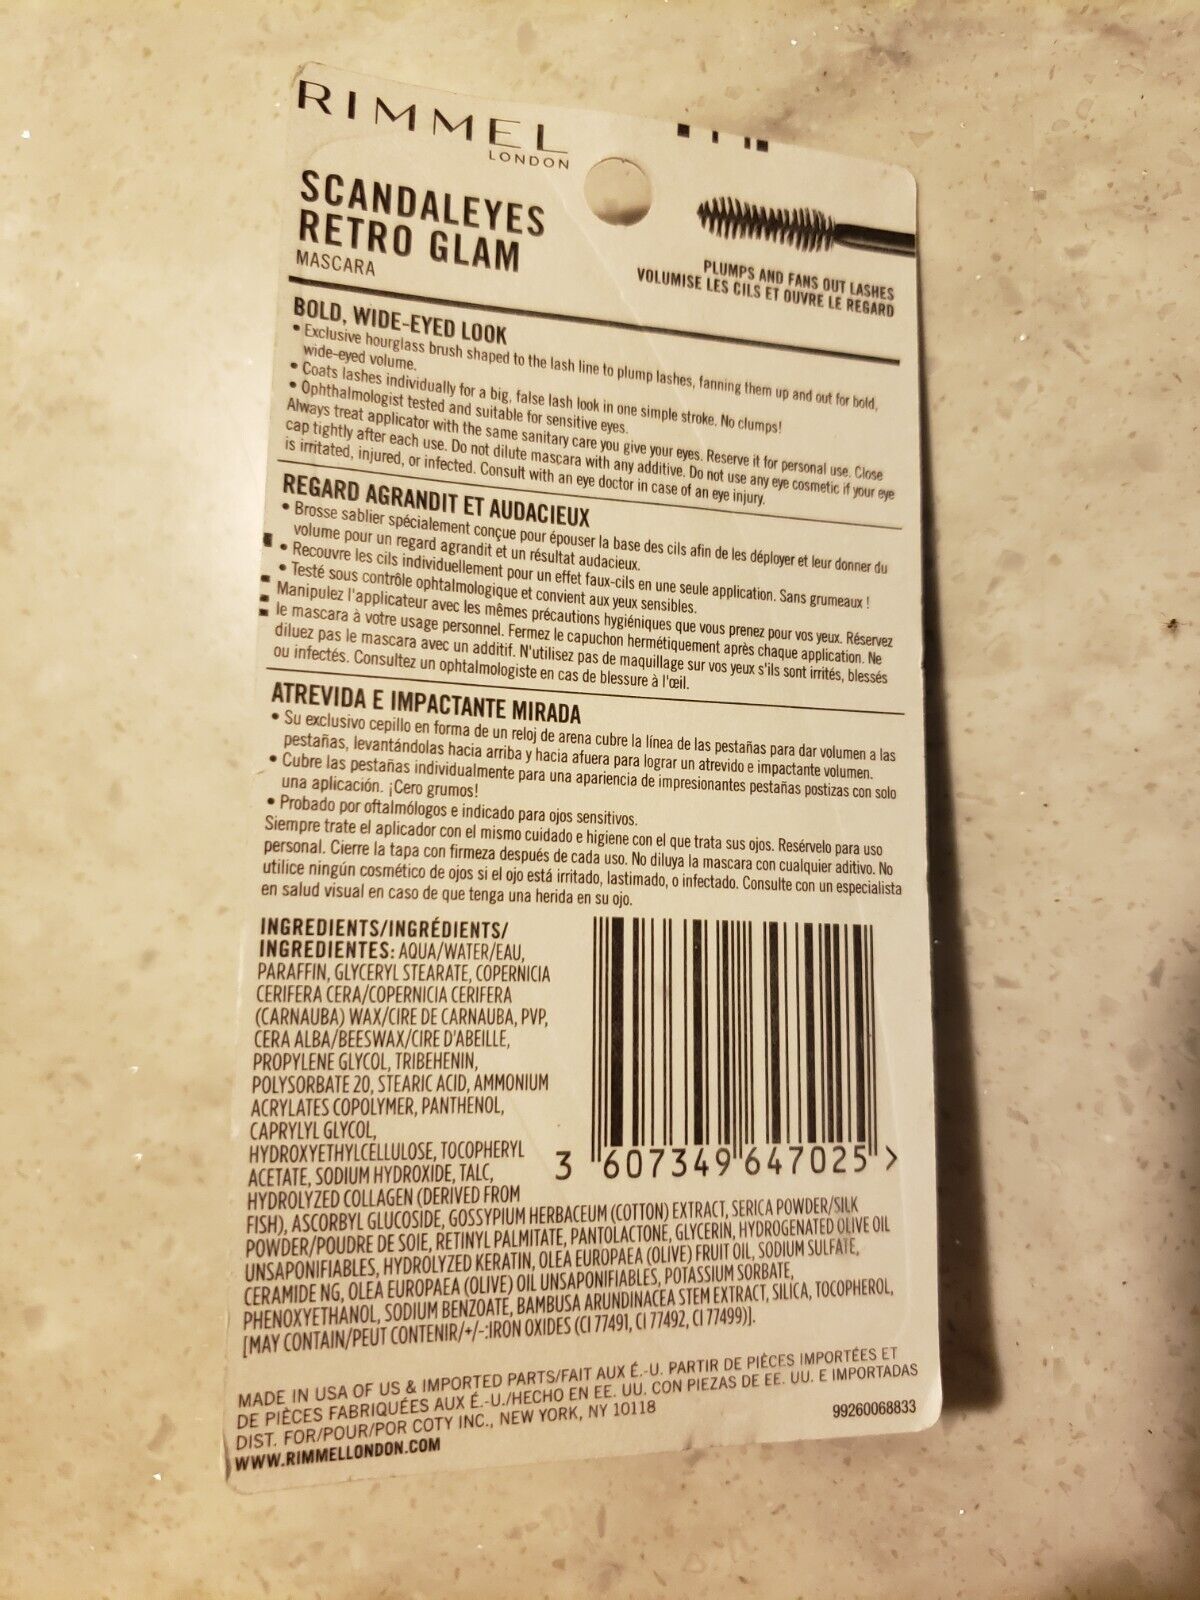 RIMMEL
LONDON
SCANDALEYES
RETRO GLAM
MASCARA
PLUMPS AND FANS OUT LASHES
VOLUMISE LES CILS ET OUVRE LE REGARD
BOLD, WIDE-EYED LOOK
• Exclusive hourglass brush shaped to the lash line to plump lashes, fanning them up and out for bold,
wide-eyed volume.
• Coats lashes individually for a big, false lash look in one simple stroke. No clumps!
• Ophthalmologist tested and suitable for sensitive eyes.
Always treat applicator with the same sanitary care you give your eyes. Reserve it for personal use. Close
cap tightly after each use. Do not dilute mascara with any additive. Do not use any eye cosmetic if your eye
is irritated, injured, or infected. Consult with an eye doctor in case of an eye injury.
REGARD AGRANDIT ET AUDACIEUX
• Brosse sablier spécialement conçue pour épouser la base des cils afin de les déployer et leur donner du
volume pour un regard agrandit et un résultat audacieux.
• Recouvre les cils individuellement pour un effet faux-cils en une seule application. Sans grumeaux !
• Testé sous contrôle ophtalmologique et convient aux yeux sensibles.
Manipulez l'applicateur avec les mêmes précautions hygiéniques que vous prenez pour vos yeux. Réservez
le mascara à votre usage personnel. Fermez le capuchon hermétiquement après chaque application. Ne
diluez pas le mascara avec un additif. N'utilisez pas de maquillage sur vos yeux s'ils sont irrités, blessés
ou infectés. Consultez un ophtalmologiste en cas de blessure à l'œil.
ATREVIDA E IMPACTANTE MIRADA
• Su exclusivo cepillo en forma de un reloj de arena cubre la línea de las pestañas para dar volumen a las
pestañas, levantándolas hacia arriba y hacia afuera para lograr un atrevido e impactante volumen.
• Cubre las pestañas individualmente para una apariencia de impresionantes pestañas postizas con solo
una aplicación. ¡Cero grumos!
• Probado por oftalmólogos e indicado para ojos sensitivos.
Siempre trate el aplicador con el mismo cuidado e higiene con el que trata sus ojos. Resérvelo para uso
personal. Cierre la tapa con firmeza después de cada uso. No diluya la mascara con cualquier aditivo. No
utilice ningún cosmético de ojos si el ojo está irritado, lastimado, o infectado. Consulte con un especialista
en salud visual en caso de que tenga una herida en su ojo.
INGREDIENTS/INGRÉDIENTS/
INGREDIENTES: AQUA/WATER/EAU,
PARAFFIN, GLYCERYL STEARATE, COPERNICIA
CERIFERA CERA/COPERNICIA CERIFERA
(CARNAUBA) WAX/CIRE DE CARNAUBA, PVP,
CERA ALBA/BEESWAX/CIRE D'ABEILLE,
PROPYLENE GLYCOL, TRIBEHENIN,
POLYSORBATE 20, STEARIC ACID, AMMONIUM
ACRYLATES COPOLYMER, PANTHENOL,
CAPRYLYL GLYCOL,
HYDROXYETHYLCELLULOSE, TOCOPHERYL
ACETATE, SODIUM HYDROXIDE, TALC,
HYDROLYZED COLLAGEN (DERIVED FROM
FISH), ASCORBYL GLUCOSIDE, GOSSYPIUM HERBACEUM (COTTON) EXTRACT, SERICA POWDER/SILK
POWDER/POUDRE DE SOIE, RETINYL PALMITATE, PANTOLACTONE, GLYCERIN, HYDROGENATED OLIVE OIL
UNSAPONIFIABLES, HYDROLYZED KERATIN, OLEA EUROPAEA (OLIVE) FRUIT OIL, SODIUM SULFATE,
CERAMIDE NG, OLEA EUROPAEA (OLIVE) OIL UNSAPONIFIABLES, POTASSIUM SORBATE,
PHENOXYETHANOL, SODIUM BENZOATE, BAMBUSA ARUNDINACEA STEM EXTRACT, SILICA, TOCOPHEROL,
[MAY CONTAIN/PEUT CONTENIR/+/-:IRON OXIDES (CI 77491, CI 77492, CI 77499)].
3 607349 647025 >
MADE IN USA OF US & IMPORTED PARTS/FAIT AUX É.-U. PARTIR DE PIÈCES IMPORTÉES ET
DE PIÈCES FABRIQUÉES AUX É.-U./HECHO EN EE. UU. CON PIEZAS DE EE. UU. E IMPORTADAS
DIST. FOR/POUR/POR COTY INC., NEW YORK, NY 10118
WWW.RIMMELLONDON.COM
99260068833